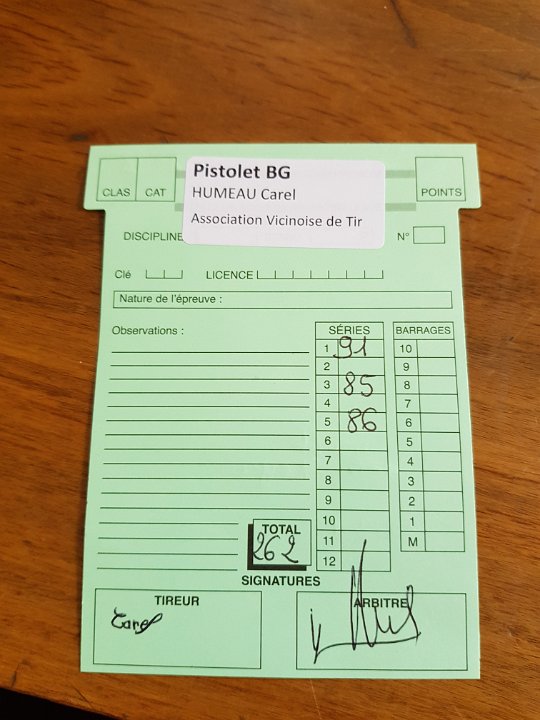 Pistolet BG
HUMEAU Carel
Association Vicinoise de Tir
CLAS CAT POINTS
DISCIPLINE N°
Clé LICENCE
Nature de l'épreuve :
Observations :
SÉRIES BARRAGES
1 91 10
2 9
3 85 8
4 7
5 86 6
6 5
7 4
8 3
9 2
10 1
11 M
12
TOTAL
262
SIGNATURES
TIREUR ARBITRE
Carel